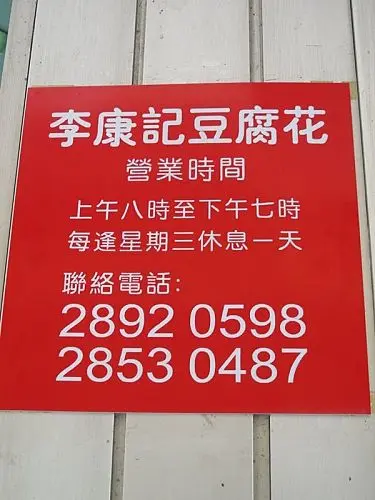 李康記豆腐花
營業時間
上午八時至下午七時
每逢星期三休息一天
聯絡電話:
2892 0598
2853 0487